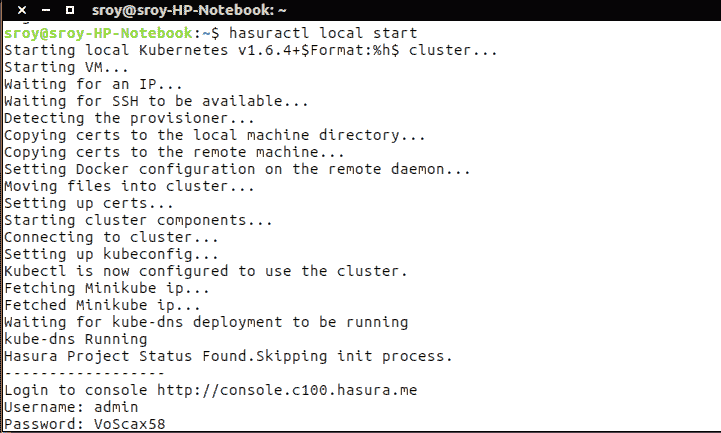 sroy@sroy-HP-Notebook: ~
sroy@sroy-HP-Notebook:~$ hasuractl local start
Starting local Kubernetes v1.6.4+$Format:%h$ cluster...
Starting VM...
Waiting for an IP...
Waiting for SSH to be available...
Detecting the provisioner...
Copying certs to the local machine directory...
Copying certs to the remote machine...
Setting Docker configuration on the remote daemon...
Moving files into cluster...
Setting up certs...
Starting cluster components...
Connecting to cluster...
Setting up kubeconfig...
Kubectl is now configured to use the cluster.
Fetching Minikube ip...
Fetched Minikube ip...
Waiting for kube-dns deployment to be running
kube-dns Running
Hasura Project Status Found.Skipping init process.
------------------
Login to console http://console.c100.hasura.me
Username: admin
Password: VoScax58